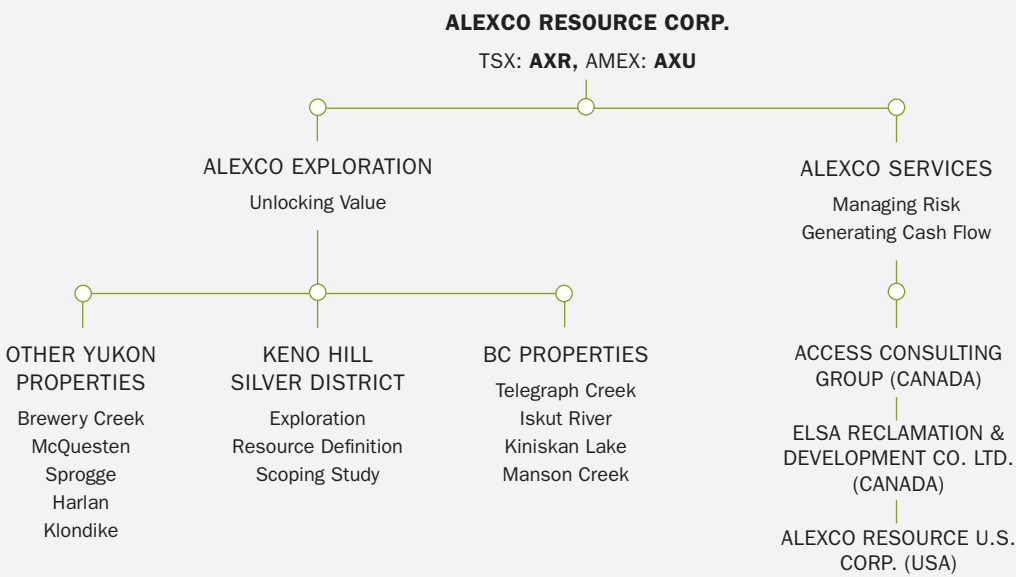 ALEXCO RESOURCE CORP.
TSX: AXR, AMEX: AXU
ALEXCO EXPLORATION
Unlocking Value
ALEXCO SERVICES
Managing Risk
Generating Cash Flow
OTHER YUKON
PROPERTIES
Brewery Creek
McQuesten
Sprogge
Harlan
Klondike
KENO HILL
SILVER DISTRICT
Exploration
Resource Definition
Scoping Study
BC PROPERTIES
Telegraph Creek
Iskut River
Kiniskan Lake
Manson Creek
ACCESS CONSULTING
GROUP (CANADA)
ELSA RECLAMATION &
DEVELOPMENT CO. LTD.
(CANADA)
ALEXCO RESOURCE U.S.
CORP. (USA)